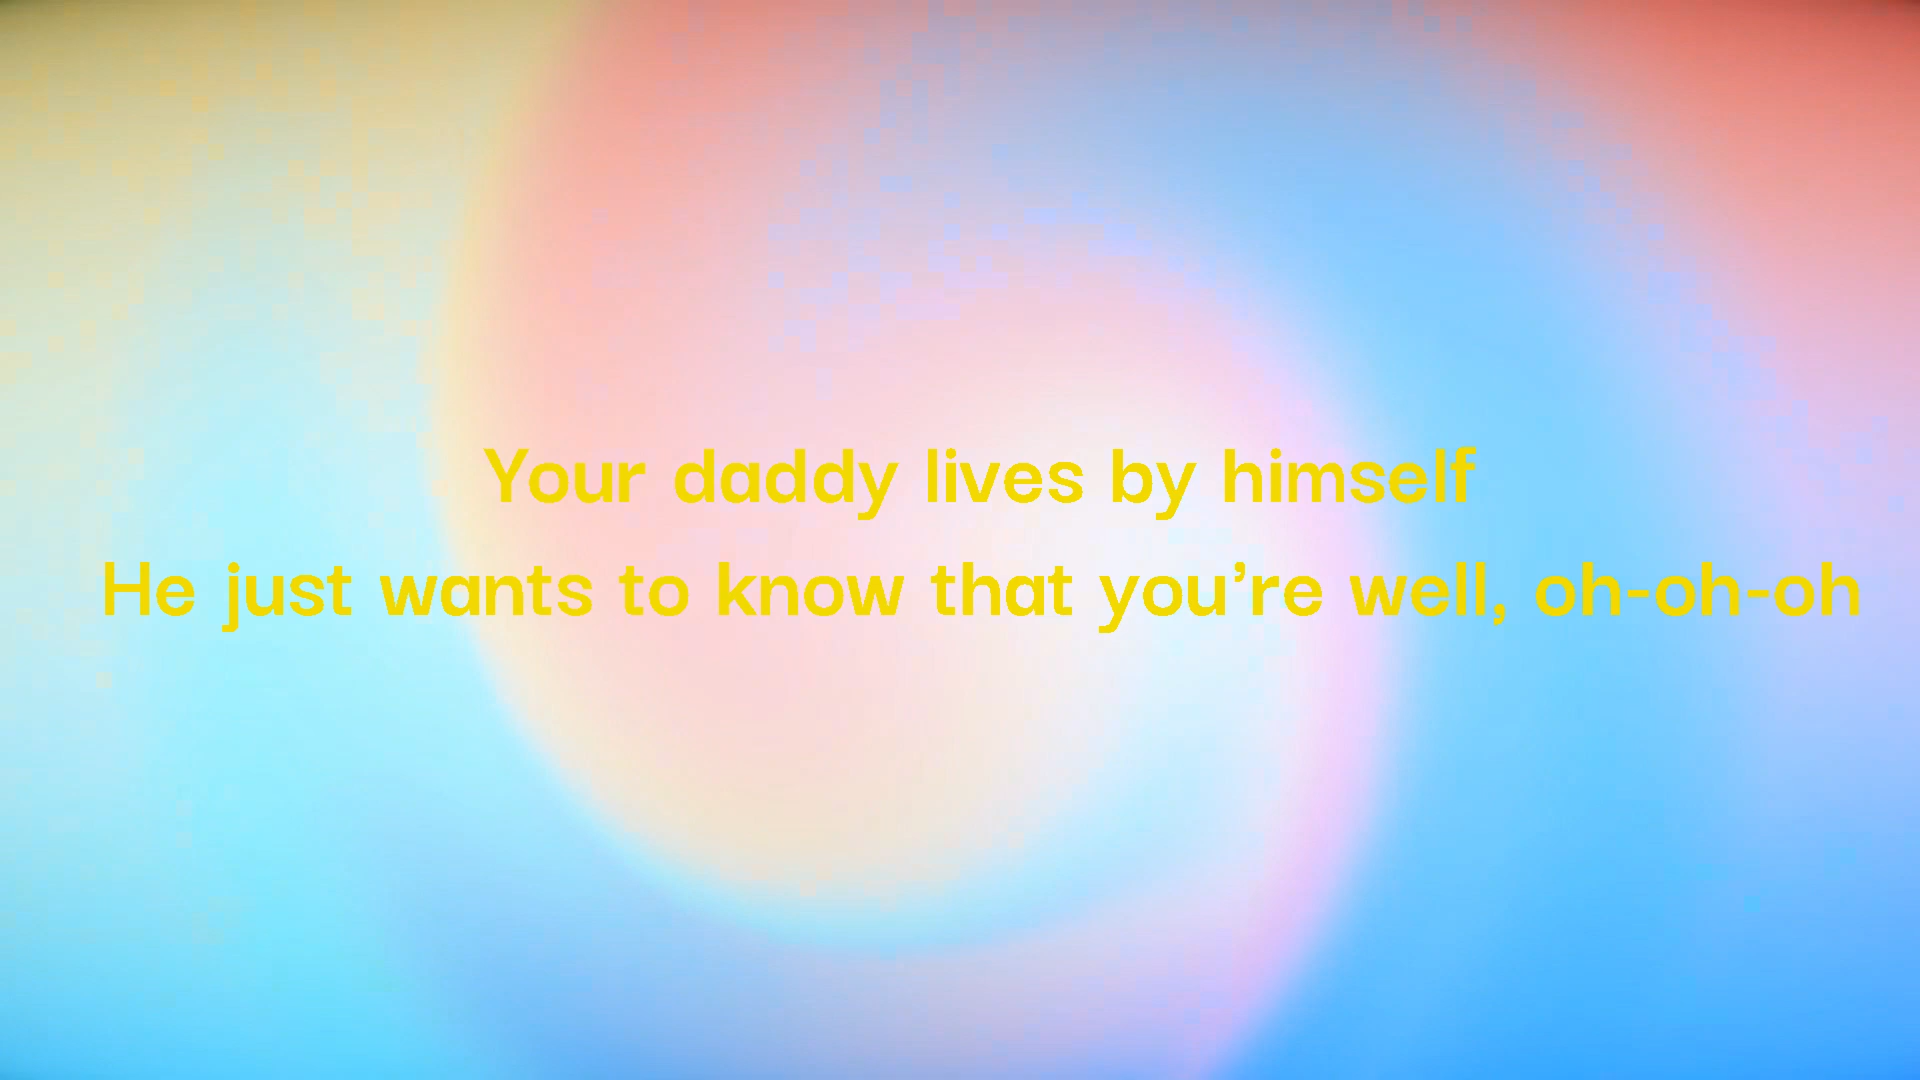 Your daddy lives by himself
He just wants to know that you’re well, oh-oh-oh